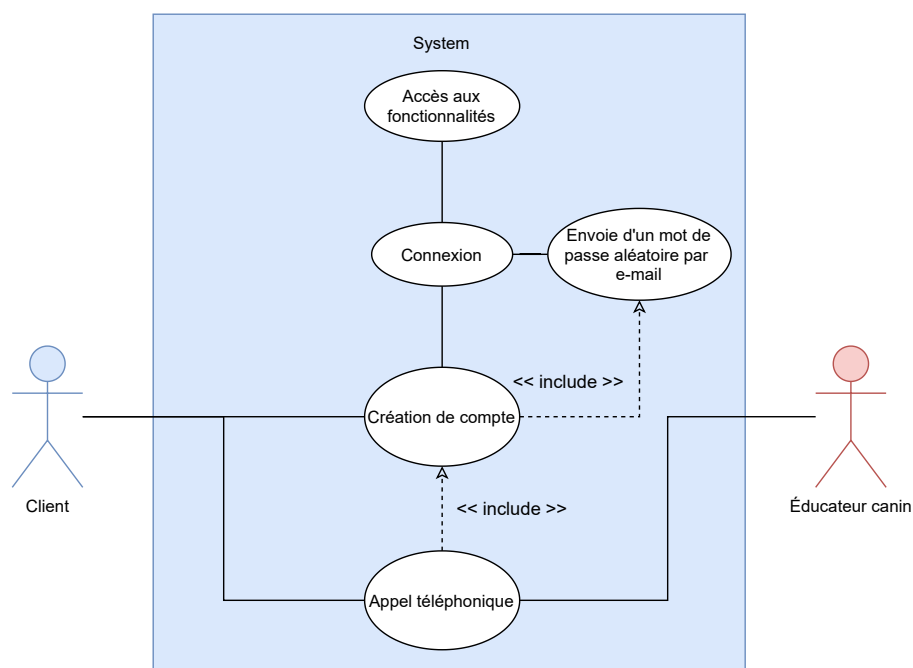 System
Accès aux
fonctionnalités
Connexion
Envoie d'un mot de
passe aléatoire par
e-mail
<< include >>
Création de compte
<< include >>
Client
Éducateur canin
Appel téléphonique